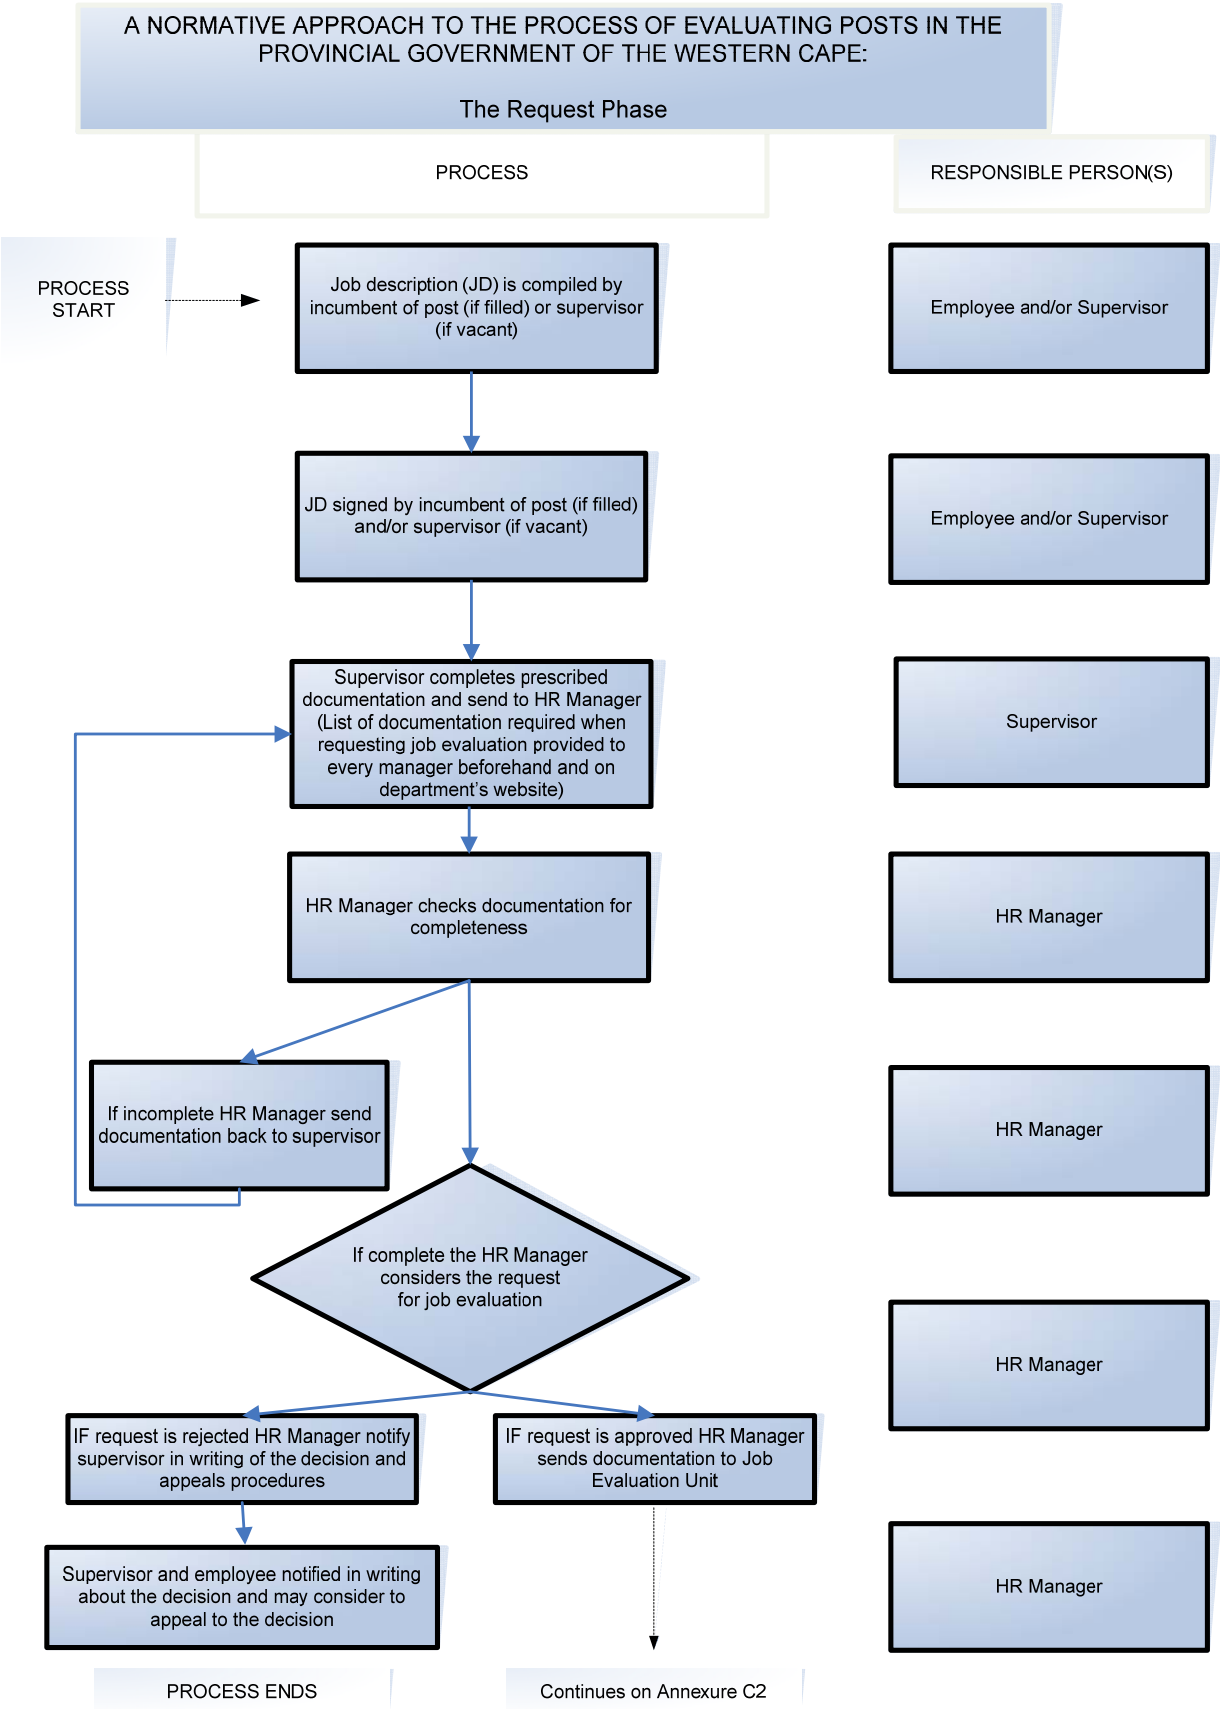 A NORMATIVE APPROACH TO THE PROCESS OF EVALUATING POSTS IN THE
PROVINCIAL GOVERNMENT OF THE WESTERN CAPE:
The Request Phase
PROCESS
RESPONSIBLE PERSON(S)
PROCESS
START
Job description (JD) is compiled by
incumbent of post (if filled) or supervisor
(if vacant)
Employee and/or Supervisor
JD signed by incumbent of post (if filled)
and/or supervisor (if vacant)
Employee and/or Supervisor
Supervisor completes prescribed
documentation and send to HR Manager
(List of documentation required when
requesting job evaluation provided to
every manager beforehand and on
department’s website)
Supervisor
HR Manager checks documentation for
completeness
HR Manager
If incomplete HR Manager send
documentation back to supervisor
HR Manager
If complete the HR Manager
considers the request
for job evaluation
HR Manager
IF request is rejected HR Manager notify
supervisor in writing of the decision and
appeals procedures
IF request is approved HR Manager
sends documentation to Job
Evaluation Unit
Supervisor and employee notified in writing
about the decision and may consider to
appeal to the decision
HR Manager
PROCESS ENDS
Continues on Annexure C2